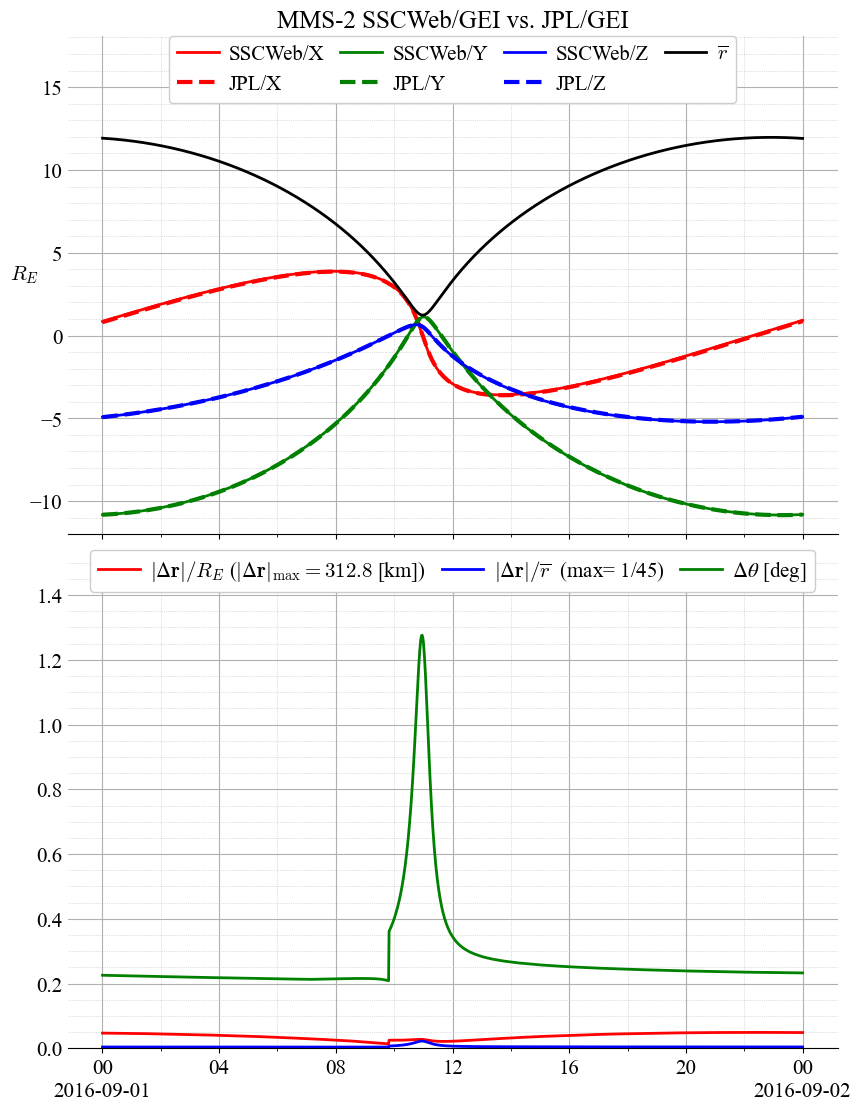 MMS-2 SSCWeb/GEI vs. JPL/GEI
SSCWeb/X SSCWeb/Y SSCWeb/Z r̅
JPL/X JPL/Y JPL/Z
15
10
5
R_E
0
−5
−10
|Δr|/R_E (|Δr|_max = 312.8 [km]) |Δr|/r̅ (max= 1/45) Δθ [deg]
1.4
1.2
1.0
0.8
0.6
0.4
0.2
0.0
00 04 08 12 16 20 00
2016-09-01 2016-09-02